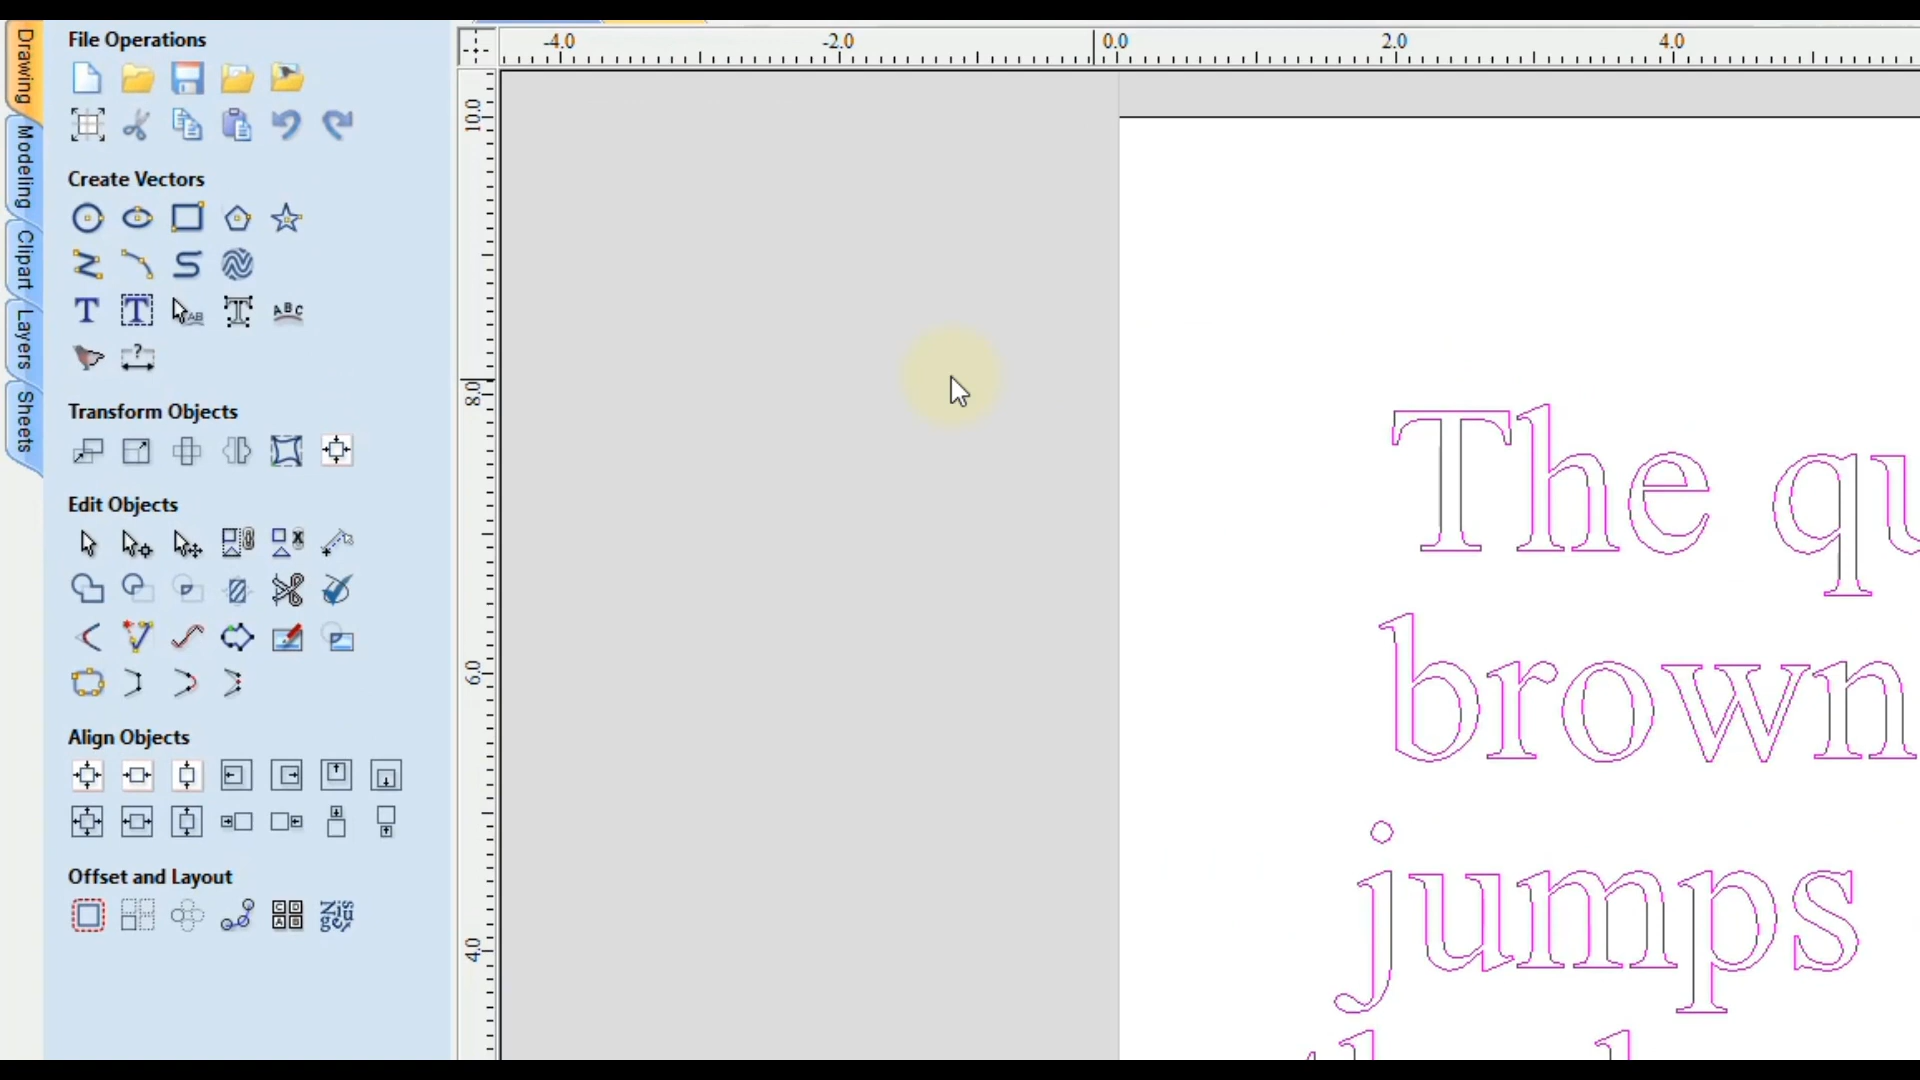 File Operations
Create Vectors
Transform Objects
Edit Objects
Align Objects
Offset and Layout
Drawing
Modeling
Clipart
Layers
Sheets
-4.0 -2.0 0.0 2.0 4.0
10.0
8.0
6.0
4.0
The qu
brown
jumps